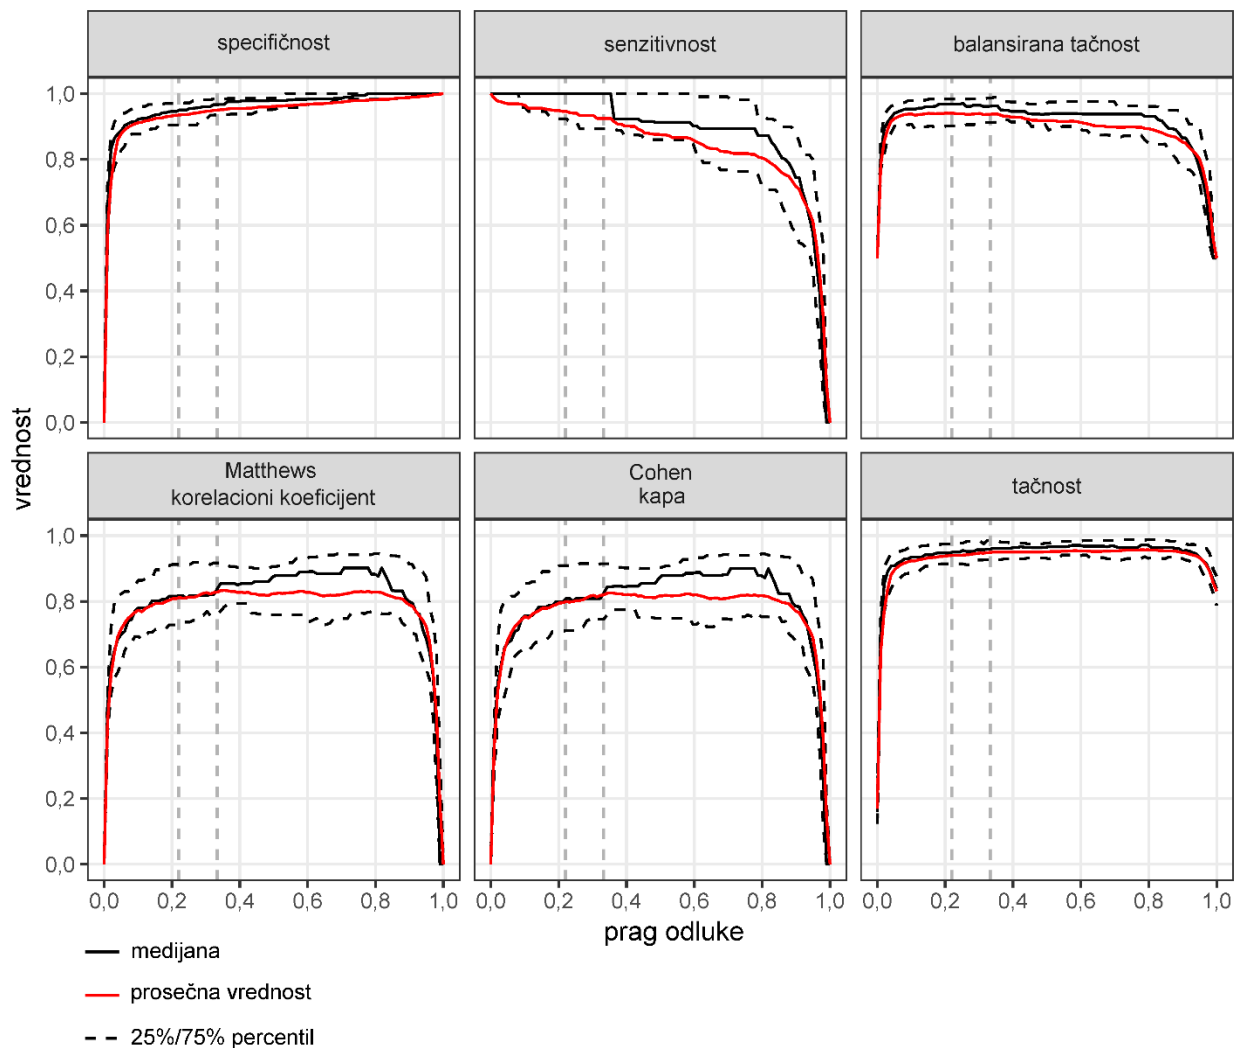 specifičnost
senzitivnost
balansirana tačnost
1,0
0,8
0,6
0,4
0,2
0,0
vrednost
Matthews
korelacioni koeficijent
Cohen
kapa
tačnost
1,0
0,8
0,6
0,4
0,2
0,0
0,0 0,2 0,4 0,6 0,8 1,0
0,0 0,2 0,4 0,6 0,8 1,0
0,0 0,2 0,4 0,6 0,8 1,0
prag odluke
medijana
prosečna vrednost
25%/75% percentil